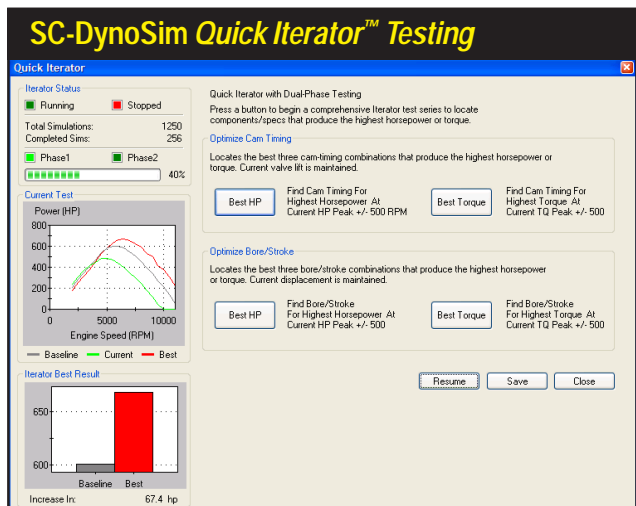 SC-DynoSim Quick Iterator™ Testing
Quick Iterator
Iterator Status
Running Stopped
Total Simulations: 1250
Completed Sims: 256
Phase1 Phase2
40%
Current Test
Power (HP)
800
600
400
200
0
0 5000 10000
Engine Speed (RPM)
Baseline Current Best
Iterator Best Result
650
600
Baseline Best
Increase In: 67.4 hp
Quick Iterator with Dual-Phase Testing
Press a button to begin a comprehensive Iterator test series to locate
components/specs that produce the highest horsepower or torque.
Optimize Cam Timing
Locates the best three cam-timing combinations that produce the highest horsepower or
torque. Current valve lift is maintained.
Best HP
Find Cam Timing For
Highest Horsepower At
Current HP Peak +/- 500 RPM
Best Torque
Find Cam Timing For
Highest Torque At
Current TQ Peak +/- 500
Optimize Bore/Stroke
Locates the best three bore/stroke combinations that produce the highest horsepower
or torque. Current displacement is maintained.
Best HP
Find Bore/Stroke
For Highest Horsepower At
Current HP Peak +/- 500
Best Torque
Find Bore/Stroke
For Highest Torque At
Current TQ Peak +/- 500
Resume Save Close